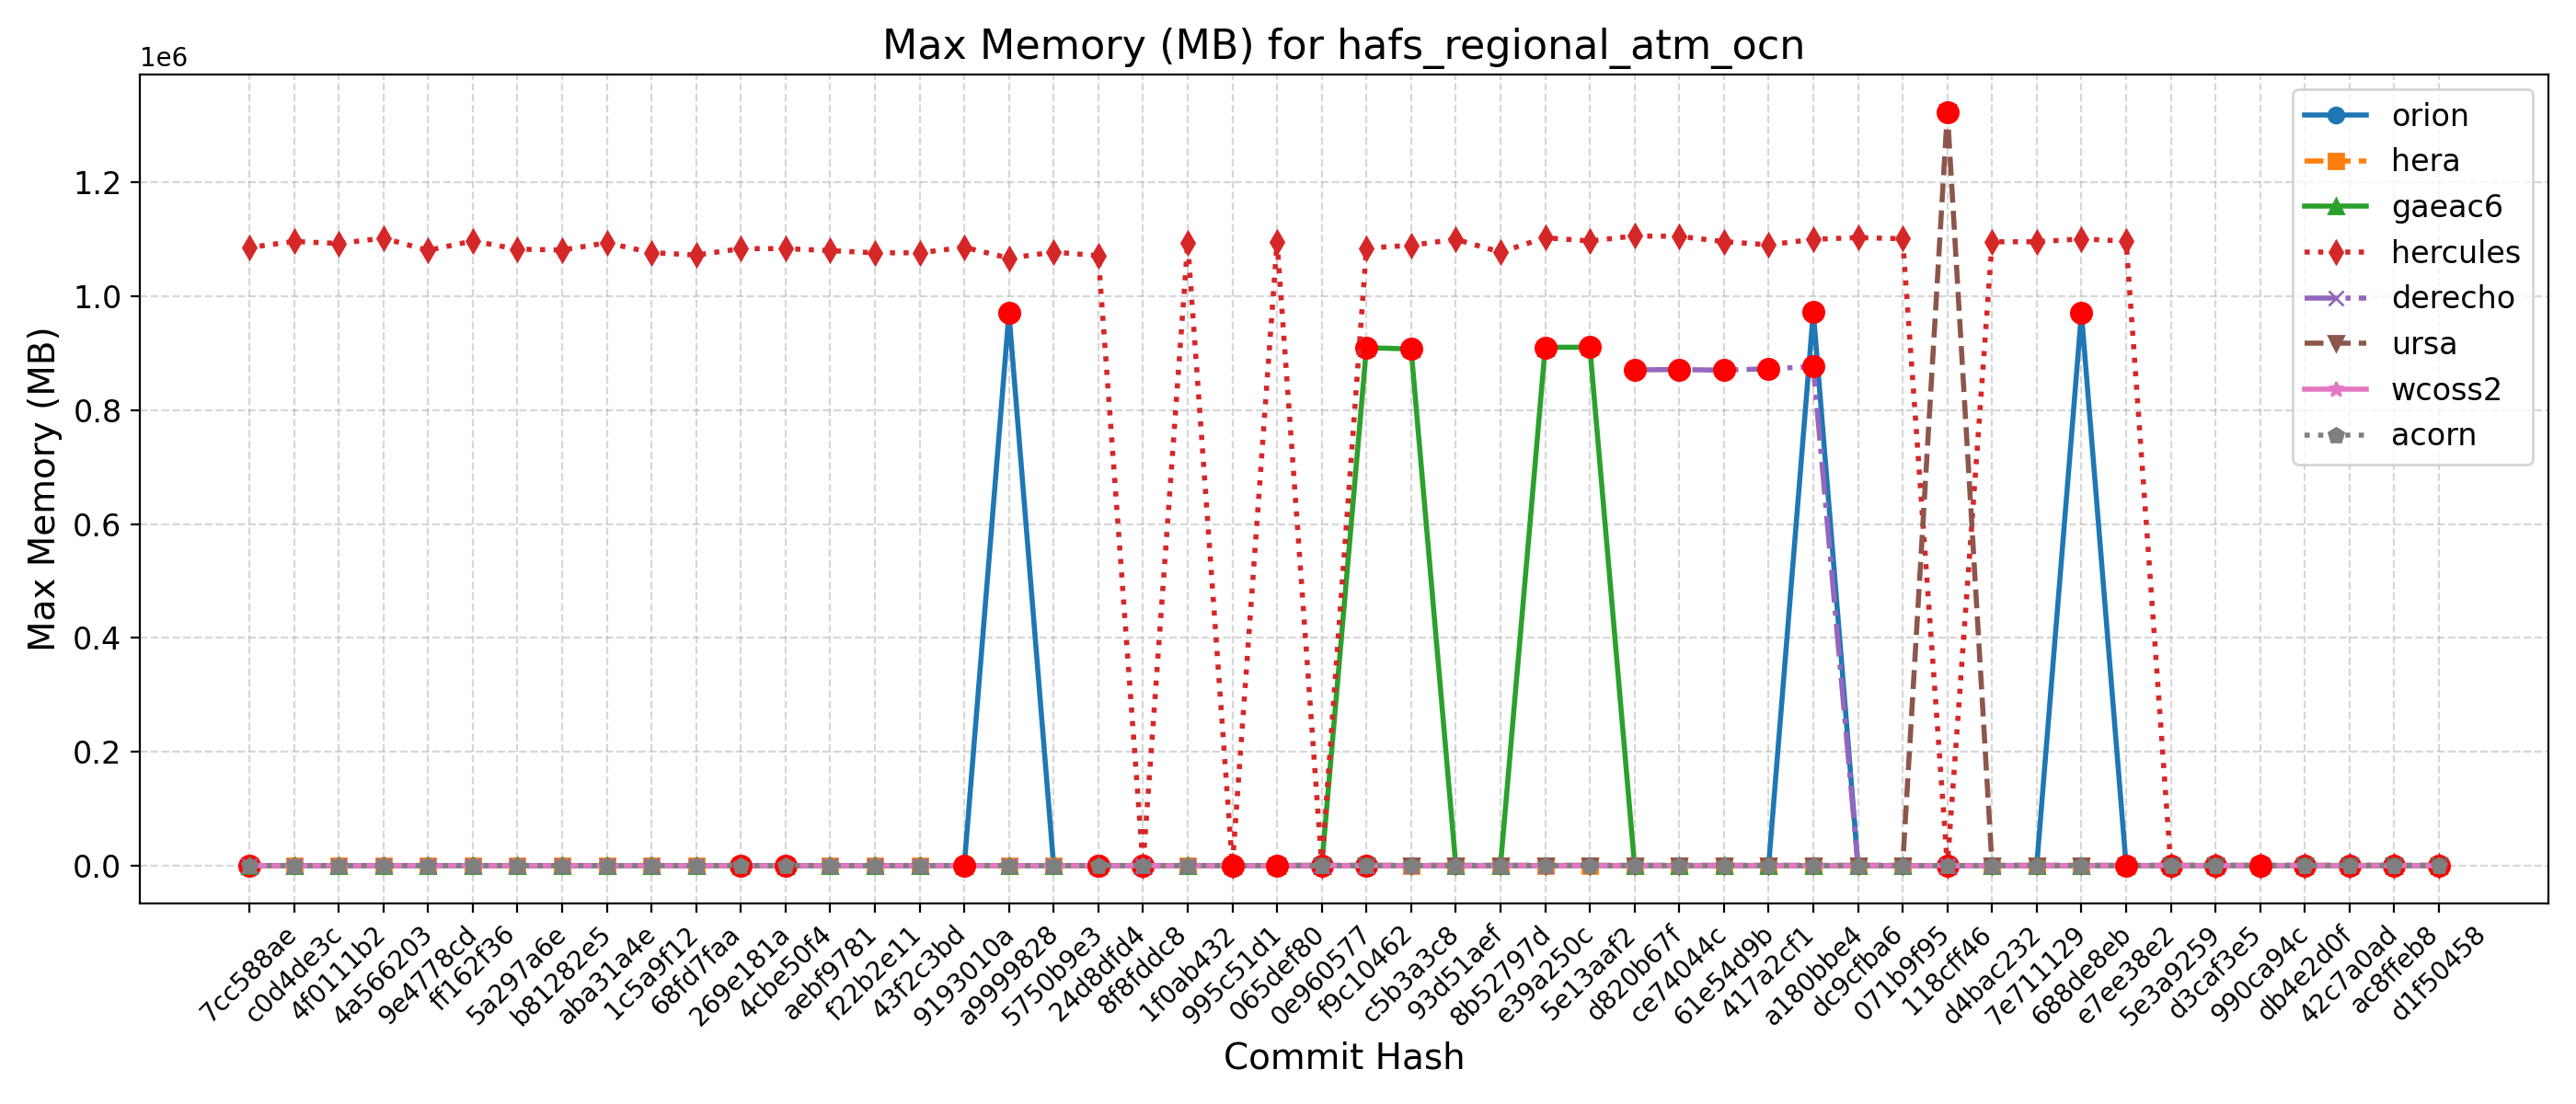 Max Memory (MB) for hafs_regional_atm_ocn
1e6
1.2
1.0
0.8
0.6
0.4
0.2
0.0
Max Memory (MB)
orion
hera
gaeac6
hercules
derecho
ursa
wcoss2
acorn
7cc588ae
c0d4de3c
4f0111b2
4a566203
9e4778cd
ff162f36
5a297a6e
b81282e5
aba31a4e
1c5a9f12
68fd7faa
269e181a
4cbe50f4
aebf9781
f22b2e11
43f2c3bd
9193010a
a9999828
5750b9e3
24d8dfd4
8f8fddc8
1f0ab432
995c51d1
065def80
0e960577
f9c10462
c5b3a3c8
93d51aef
8b52797d
e39a250c
5e13aaf2
d820b67f
ce74044c
61e54d9b
417a2cf1
a180bbe4
dc9cfba6
071b9f95
118cff46
d4bac232
7e711129
688de8eb
e7ee38e2
5e3a9259
d3caf3e5
990ca94c
db4e2d0f
42c7a0ad
ac8ffeb8
d1f50458
Commit Hash